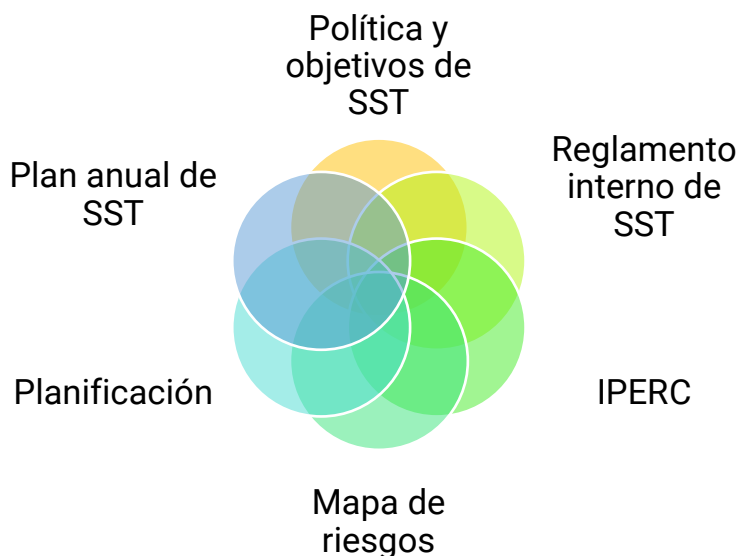 Política y
objetivos de
SST
Reglamento
interno de
SST
IPERC
Mapa de
riesgos
Planificación
Plan anual de
SST